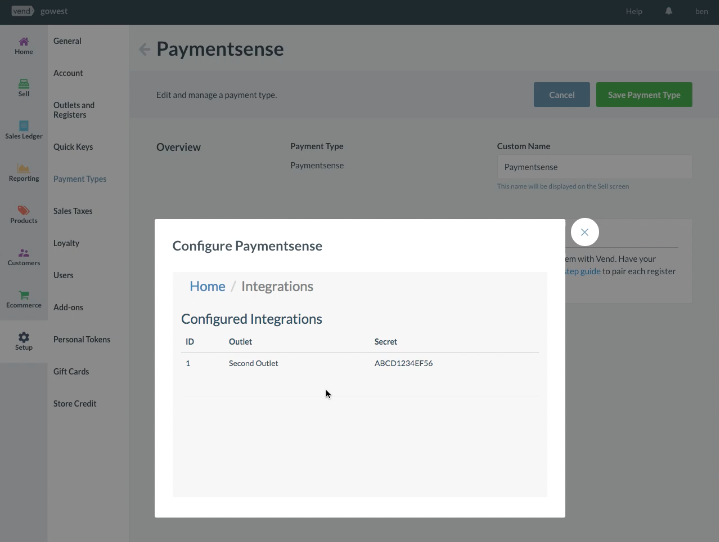 vend gowest
Help
ben
Home
Sell
Sales Ledger
Reporting
Products
Customers
Ecommerce
Setup
General
Account
Outlets and
Registers
Quick Keys
Payment Types
Sales Taxes
Loyalty
Users
Add-ons
Personal Tokens
Gift Cards
Store Credit
Paymentsense
Edit and manage a payment type.
Cancel
Save Payment Type
Overview
Payment Type
Paymentsense
Custom Name
Paymentsense
This name will be displayed on the Sell screen
em with Vend. Have your
step guide to pair each register
Configure Paymentsense
Home / Integrations
Configured Integrations
ID Outlet Secret
1 Second Outlet ABCD1234EF56